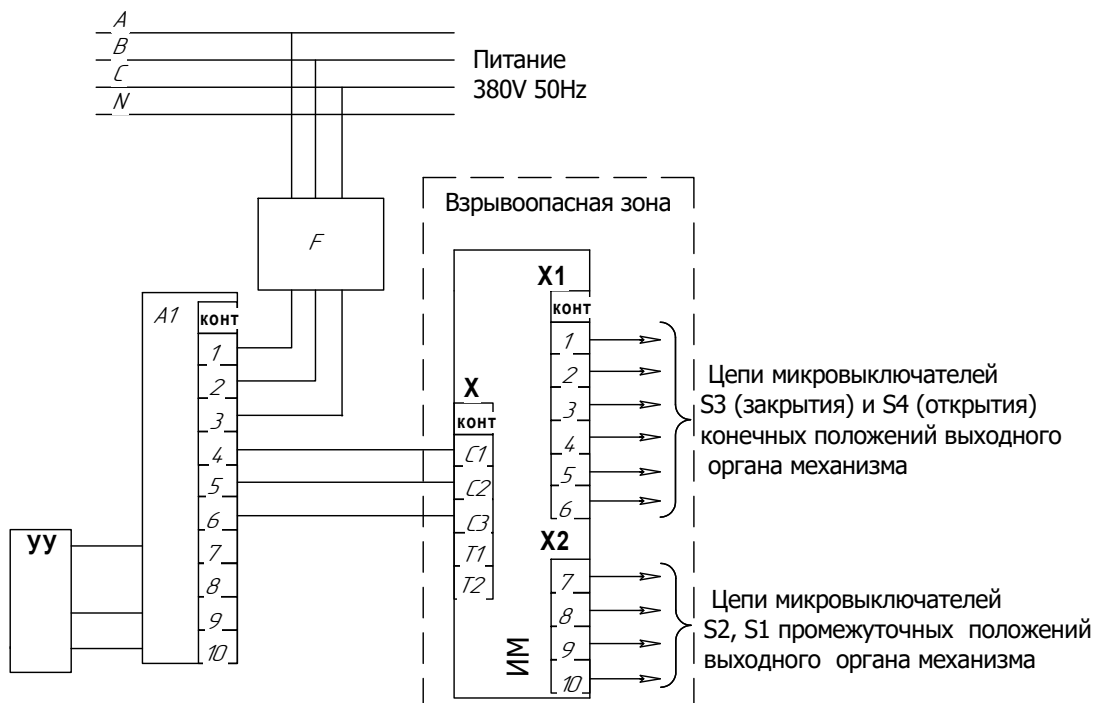 A
B
C
N
Питание
380V 50Hz
Взрывоопасная зона
F
A1
конт
1
2
3
4
5
6
7
8
9
10
УУ
X
конт
C1
C2
C3
T1
T2
X1
конт
1
2
3
4
5
6
X2
7
8
9
10
ИМ
Цепи микровыключателей
S3 (закрытия) и S4 (открытия)
конечных положений выходного
органа механизма
Цепи микровыключателей
S2, S1 промежуточных положений
выходного органа механизма